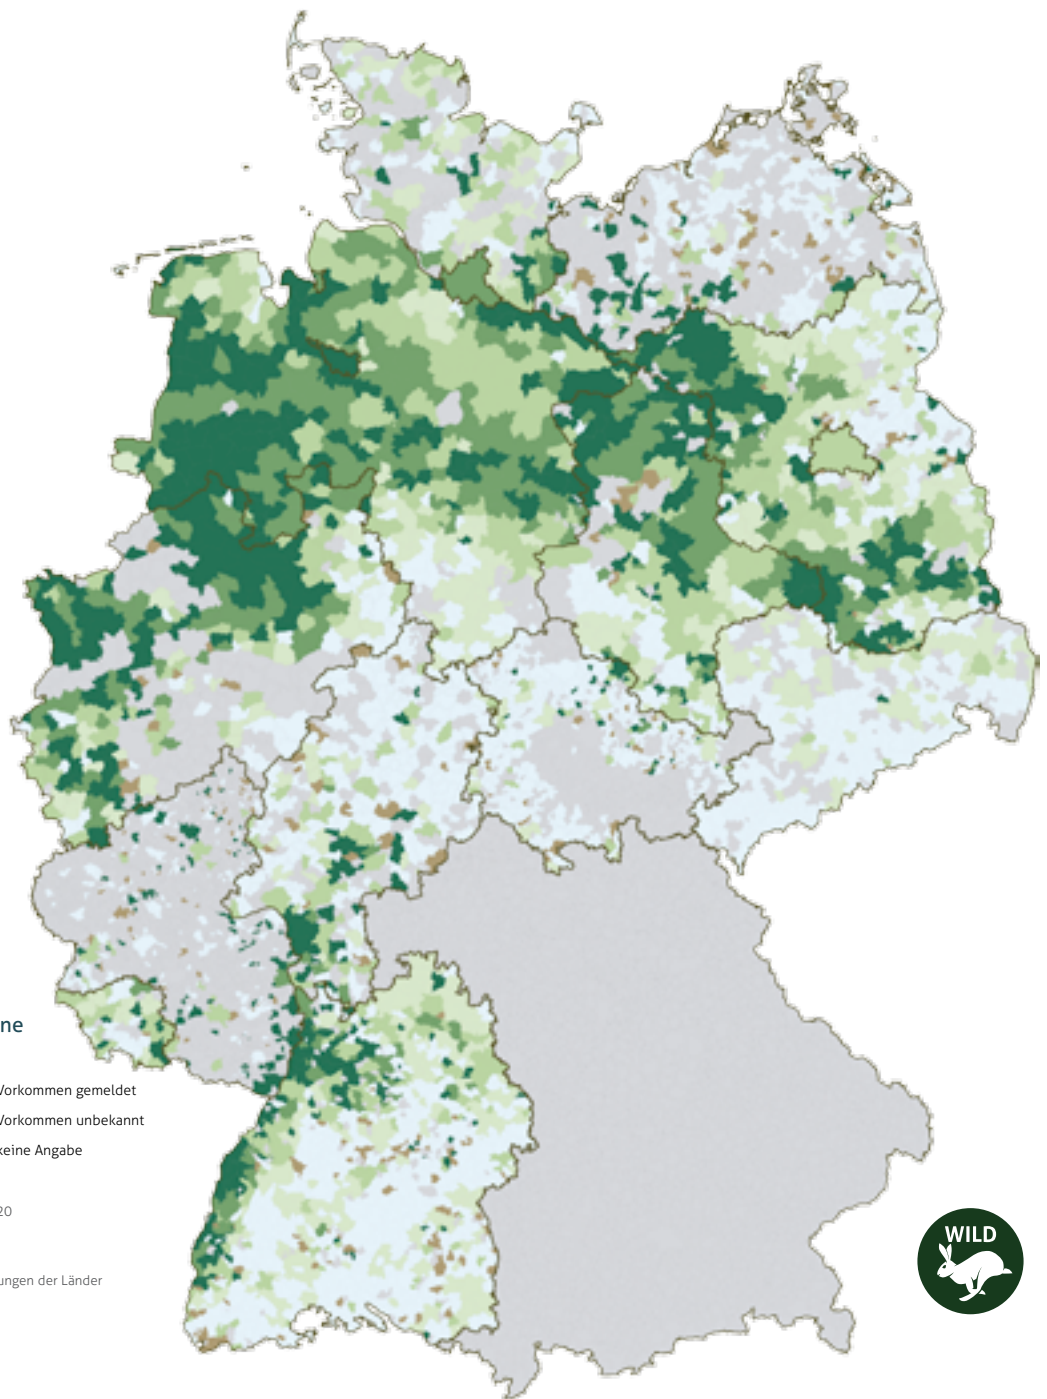 ne
Vorkommen gemeldet
Vorkommen unbekannt
keine Angabe
20
ungen der Länder
WILD